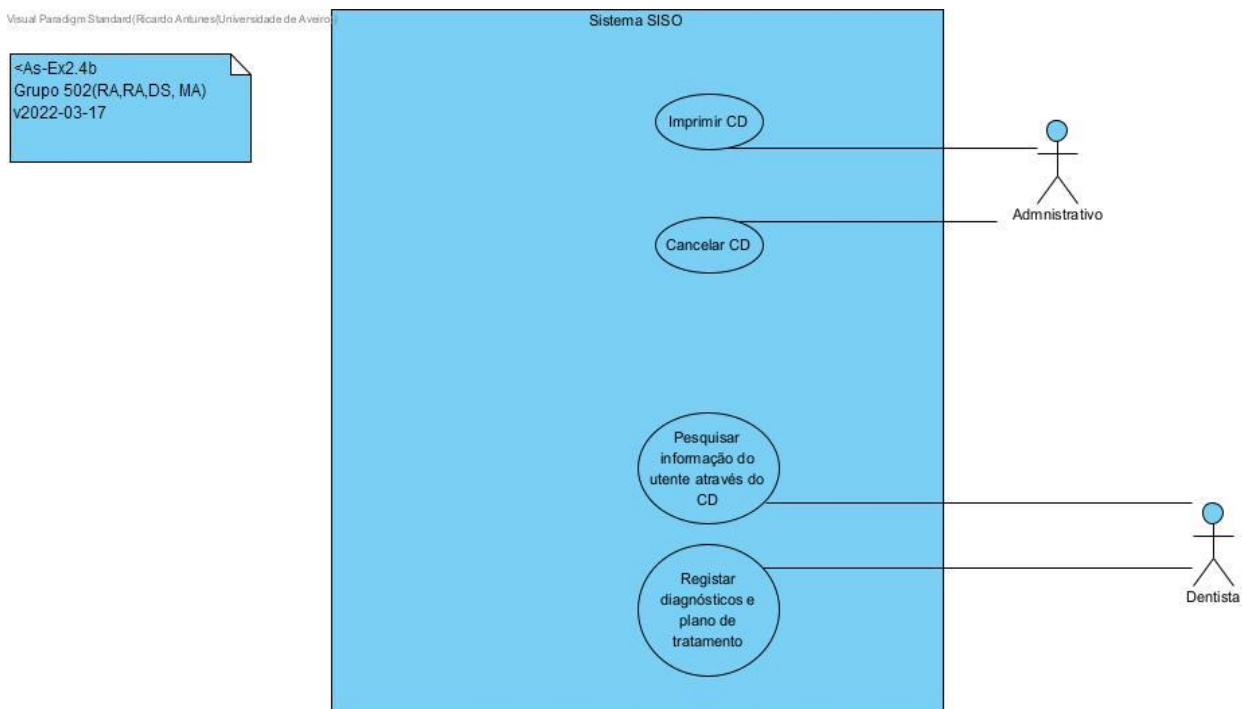 Visual Paradigm Standard(Ricardo Antunes(Universidade de Aveiro))
Sistema SISO
<As-Ex2.4b
Grupo 502(RA,RA,DS, MA)
v2022-03-17
Imprimir CD
Admnistrativo
Cancelar CD
Pesquisar
informação do
utente através do
CD
Registar
diagnósticos e
plano de
tratamento
Dentista